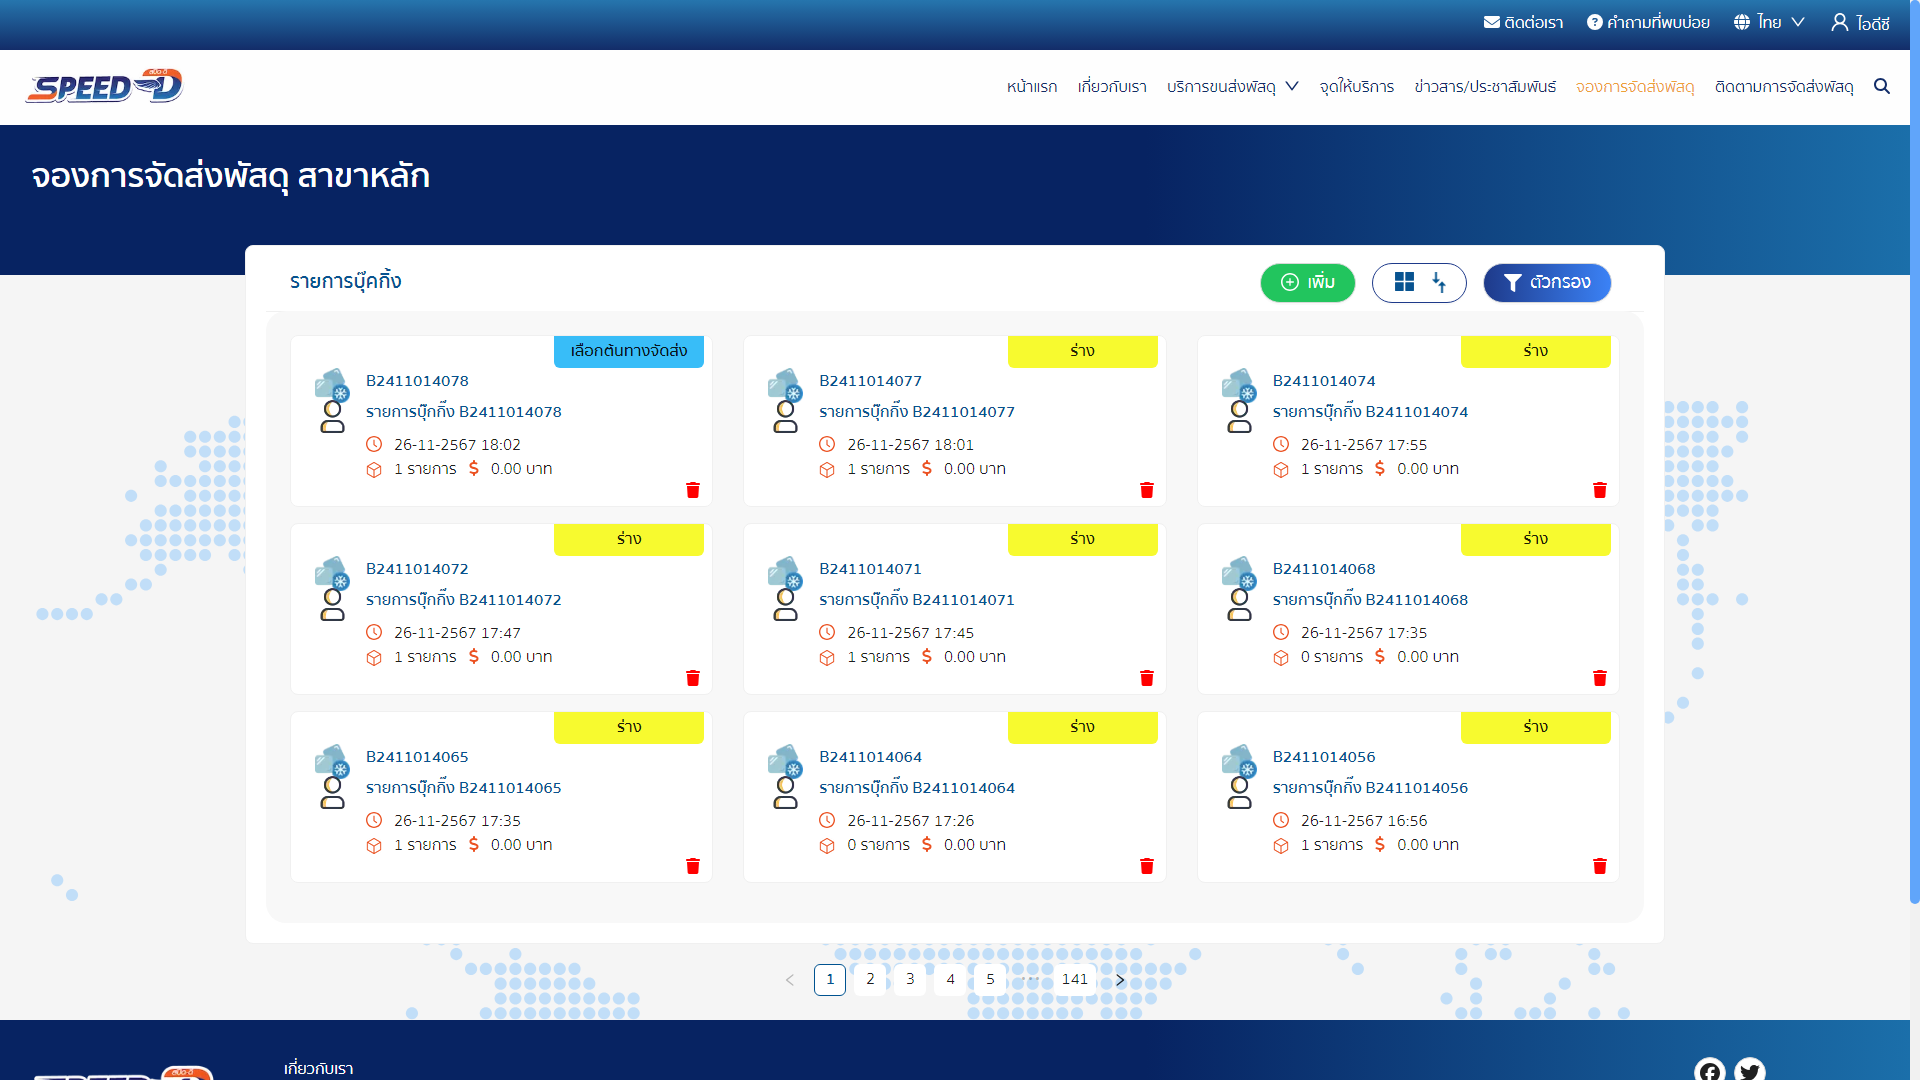 ติดต่อเรา คำถามที่พบบ่อย ไทย ไอดีซี
สปีด-ดี
SPEED-D
หน้าแรก เกี่ยวกับเรา บริการขนส่งพัสดุ จุดให้บริการ ข่าวสาร/ประชาสัมพันธ์ จองการจัดส่งพัสดุ ติดตามการจัดส่งพัสดุ
จองการจัดส่งพัสดุ สาขาหลัก
รายการบุ๊คกิ้ง
เพิ่ม ตัวกรอง
เลือกต้นทางจัดส่ง
B2411014078
รายการบุ๊กกิ๊ง B2411014078
26-11-2567 18:02
1 รายการ 0.00 บาท
ร่าง
B2411014077
รายการบุ๊กกิ๊ง B2411014077
26-11-2567 18:01
1 รายการ 0.00 บาท
ร่าง
B2411014074
รายการบุ๊กกิ๊ง B2411014074
26-11-2567 17:55
1 รายการ 0.00 บาท
ร่าง
B2411014072
รายการบุ๊กกิ๊ง B2411014072
26-11-2567 17:47
1 รายการ 0.00 บาท
ร่าง
B2411014071
รายการบุ๊กกิ๊ง B2411014071
26-11-2567 17:45
1 รายการ 0.00 บาท
ร่าง
B2411014068
รายการบุ๊กกิ๊ง B2411014068
26-11-2567 17:35
0 รายการ 0.00 บาท
ร่าง
B2411014065
รายการบุ๊กกิ๊ง B2411014065
26-11-2567 17:35
1 รายการ 0.00 บาท
ร่าง
B2411014064
รายการบุ๊กกิ๊ง B2411014064
26-11-2567 17:26
0 รายการ 0.00 บาท
ร่าง
B2411014056
รายการบุ๊กกิ๊ง B2411014056
26-11-2567 16:56
1 รายการ 0.00 บาท
1 2 3 4 5 ••• 141
เกี่ยวกับเรา
สปีด-ดี
SPEED-D